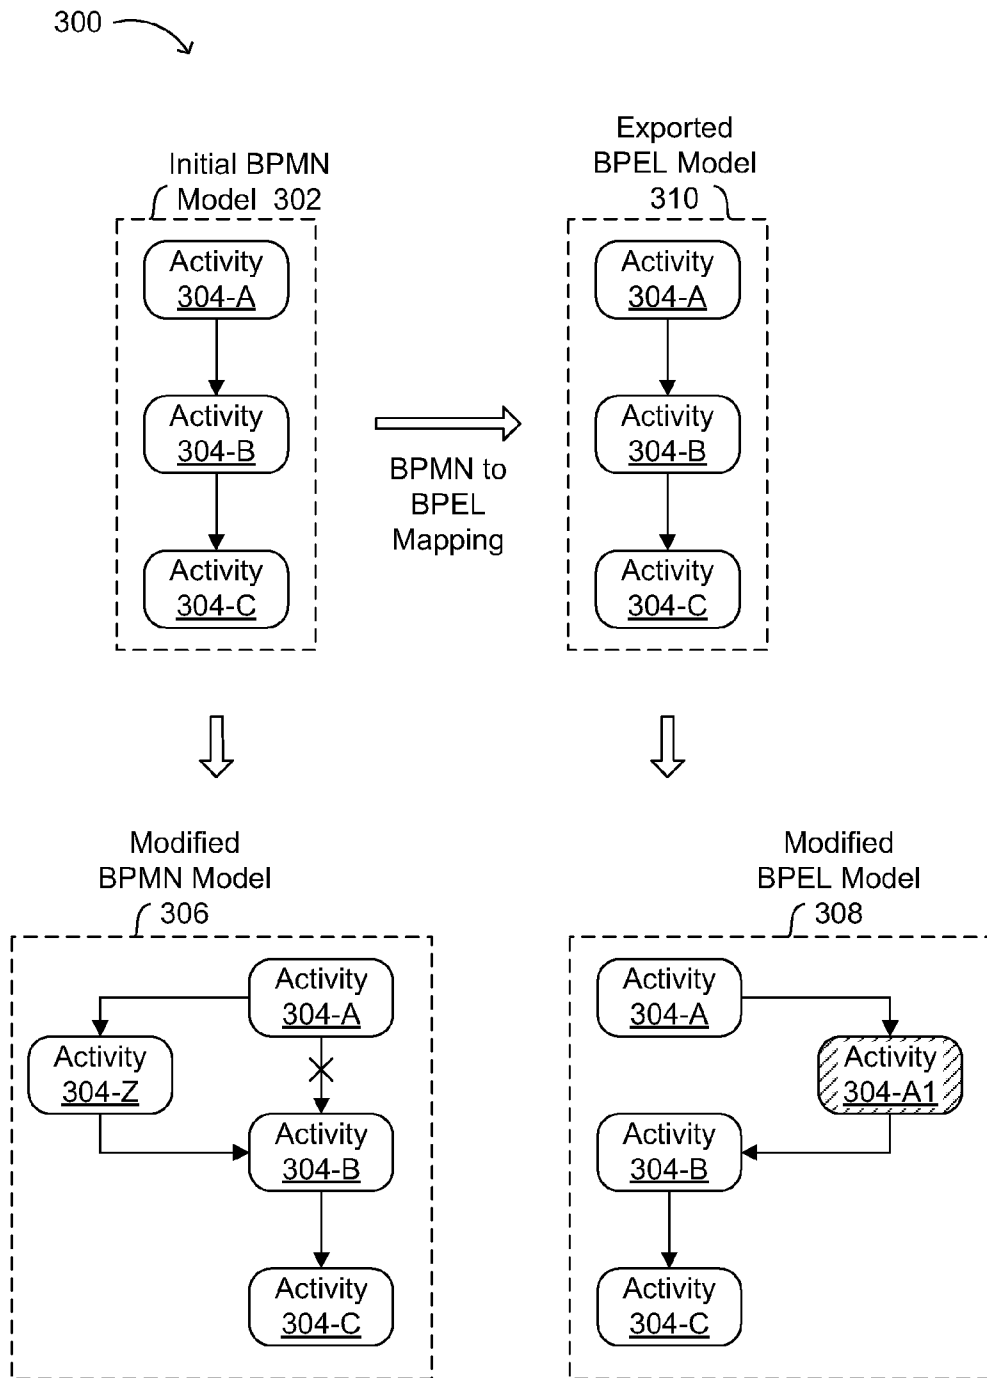 300
Initial BPMN
Model 302
Activity
304-A
Activity
304-B
Activity
304-C
BPMN to
BPEL
Mapping
Exported
BPEL Model
310
Activity
304-A
Activity
304-B
Activity
304-C
Modified
BPMN Model
306
Activity
304-A
Activity
304-Z
Activity
304-B
Activity
304-C
Modified
BPEL Model
308
Activity
304-A
Activity
304-A1
Activity
304-B
Activity
304-C